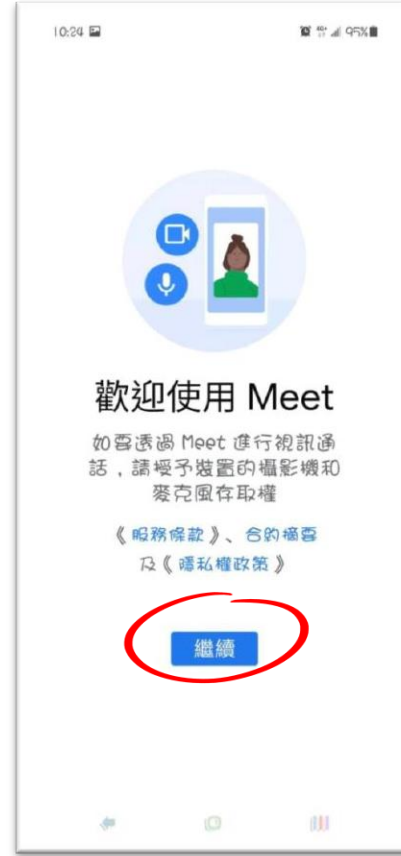 10:24 95%
歡迎使用 Meet
如要透過 Meet 進行視訊通
話，請授予裝置的攝影機和
麥克風存取權
《服務條款》、合約摘要
及《隱私權政策》
繼續